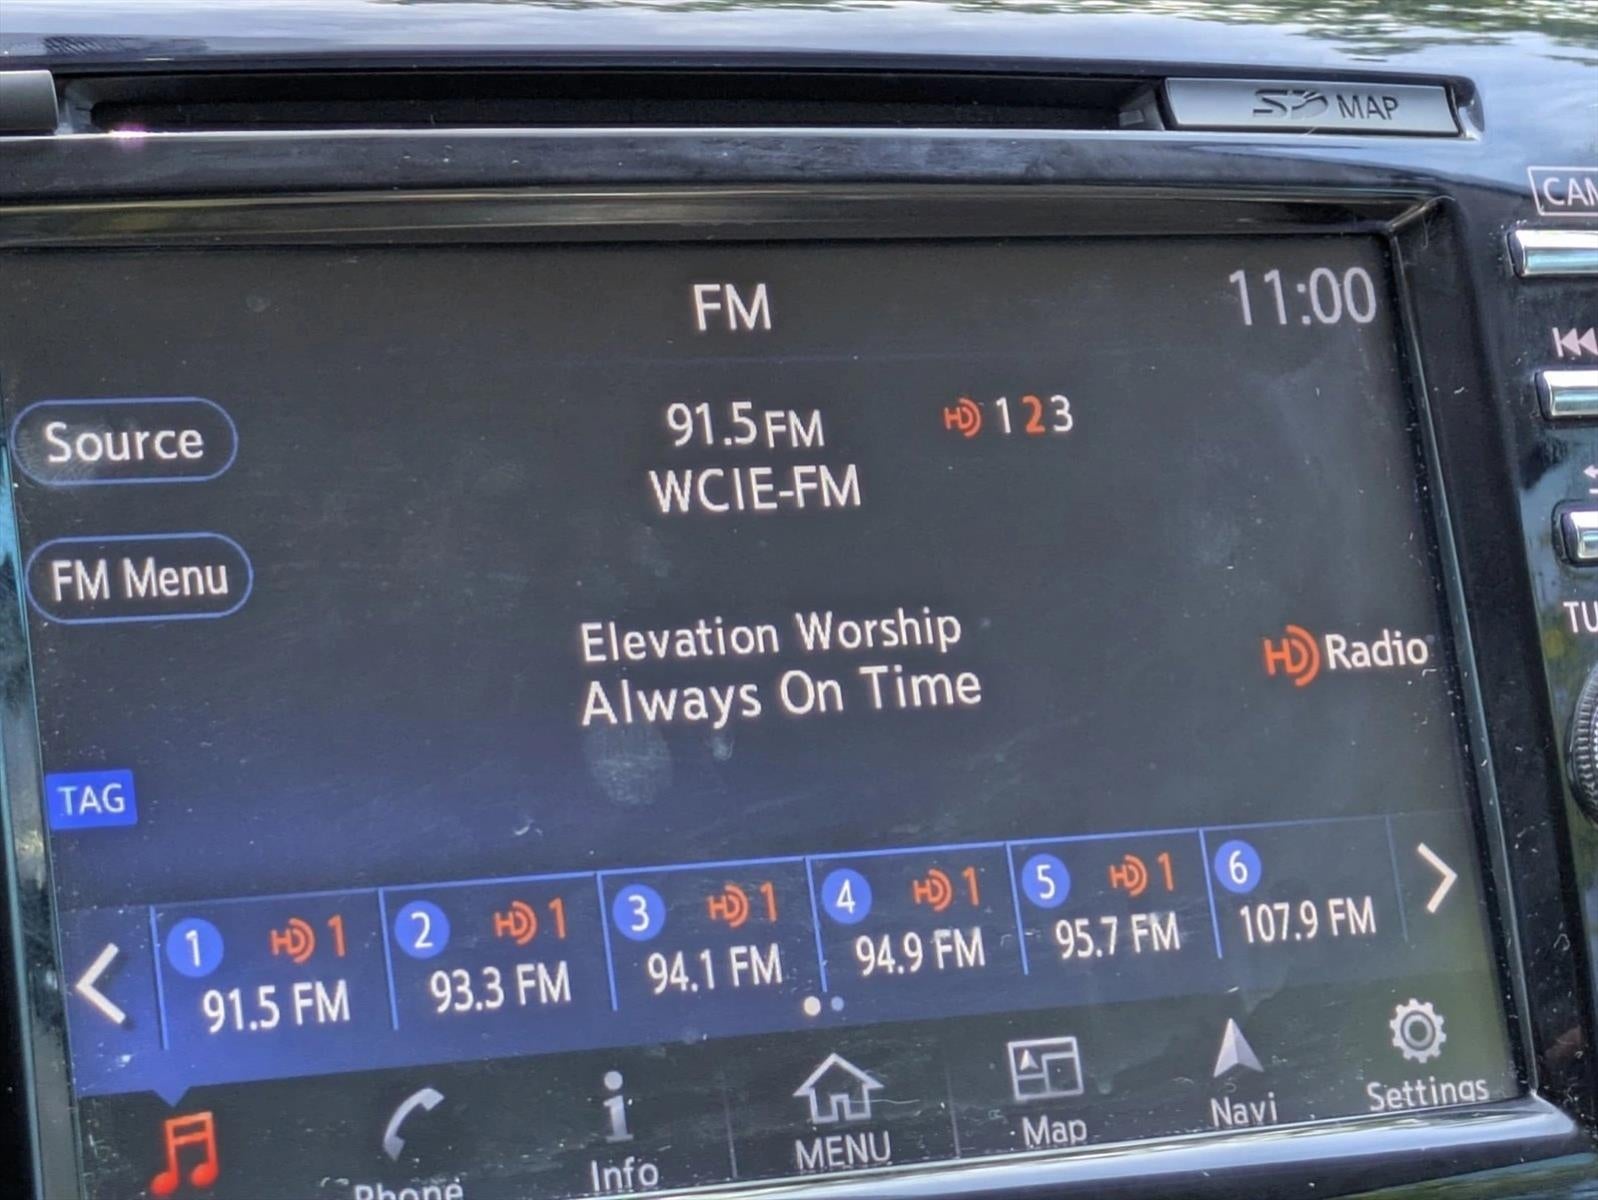 SD MAP
CAM
FM
11:00
Source
91.5 FM
HD 1 2 3
WCIE-FM
FM Menu
Elevation Worship
Always On Time
HD Radio
TAG
1 HD 1
91.5 FM
2 HD 1
93.3 FM
3 HD 1
94.1 FM
4 HD 1
94.9 FM
5 HD 1
95.7 FM
6
107.9 FM
Phone
Info
MENU
Map
Navi
Settings
TU